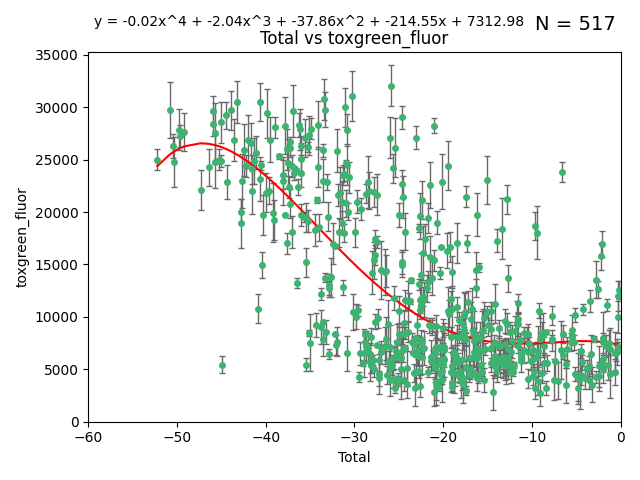 y = -0.02x^4 + -2.04x^3 + -37.86x^2 + -214.55x + 7312.98 N = 517
Total vs toxgreen_fluor
35000
30000
25000
20000
15000
10000
5000
0
toxgreen_fluor
−60 −50 −40 −30 −20 −10 0
Total